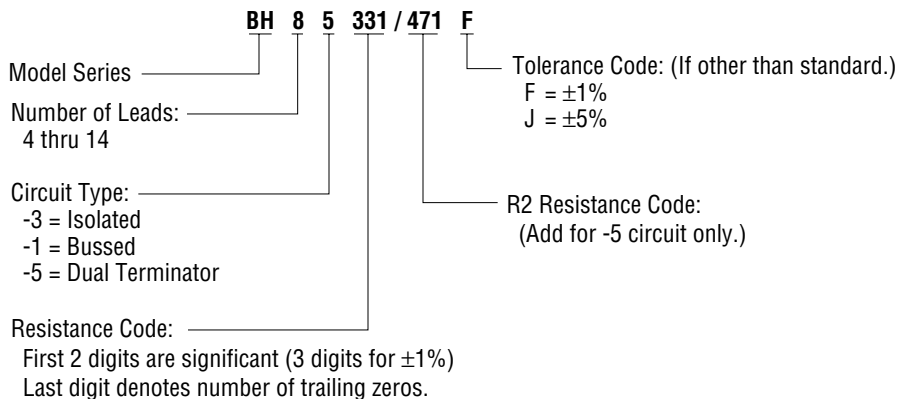 BH 8 5 331 / 471 F
Model Series
Number of Leads:
4 thru 14
Circuit Type:
-3 = Isolated
-1 = Bussed
-5 = Dual Terminator
Resistance Code:
First 2 digits are significant (3 digits for ±1%)
Last digit denotes number of trailing zeros.
Tolerance Code: (If other than standard.)
F = ±1%
J = ±5%
R2 Resistance Code:
(Add for -5 circuit only.)